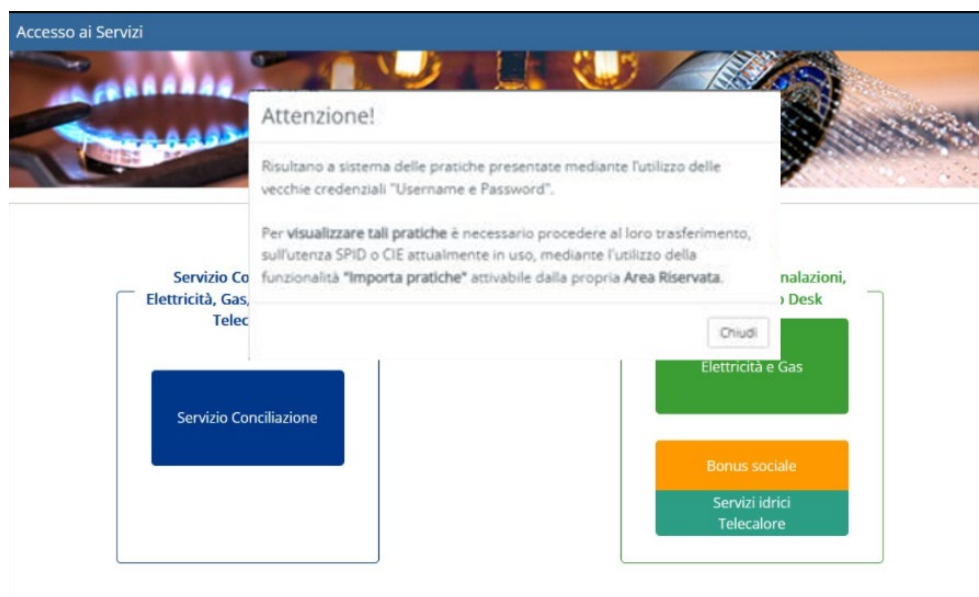 Accesso ai Servizi
Attenzione!
Risultano a sistema delle pratiche presentate mediante l'utilizzo delle
vecchie credenziali "Username e Password".
Per visualizzare tali pratiche è necessario procedere al loro trasferimento,
sull'utenza SPID o CIE attualmente in uso, mediante l'utilizzo della
funzionalità "Importa pratiche" attivabile dalla propria Area Riservata.
Chiudi
Servizio Co
Elettricità, Gas,
Telec
Servizio Conciliazione
nalazioni,
Desk
Elettricità e Gas
Bonus sociale
Servizi idrici
Telecalore